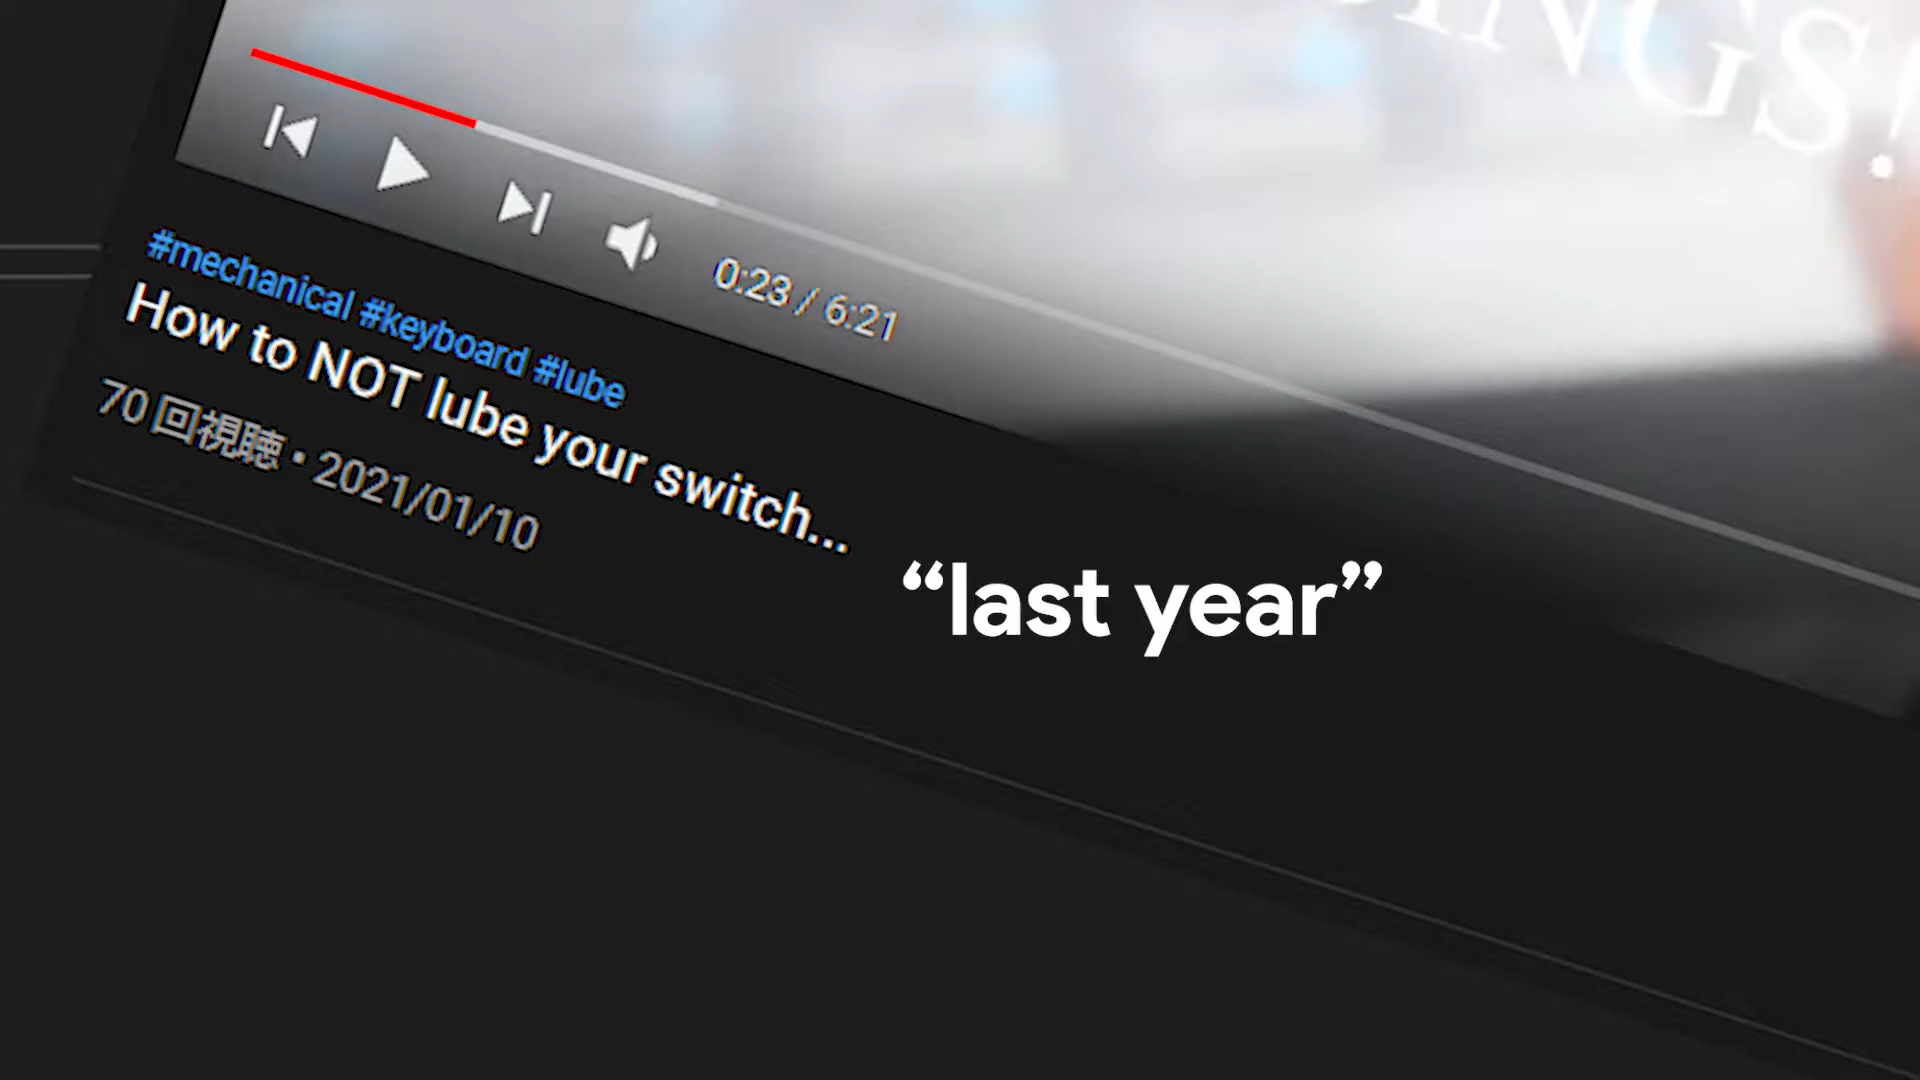 INGS!
0:23 / 6:21
#mechanical #keyboard #lube
How to NOT lube your switch...
70 回視聴・2021/01/10
“last year”